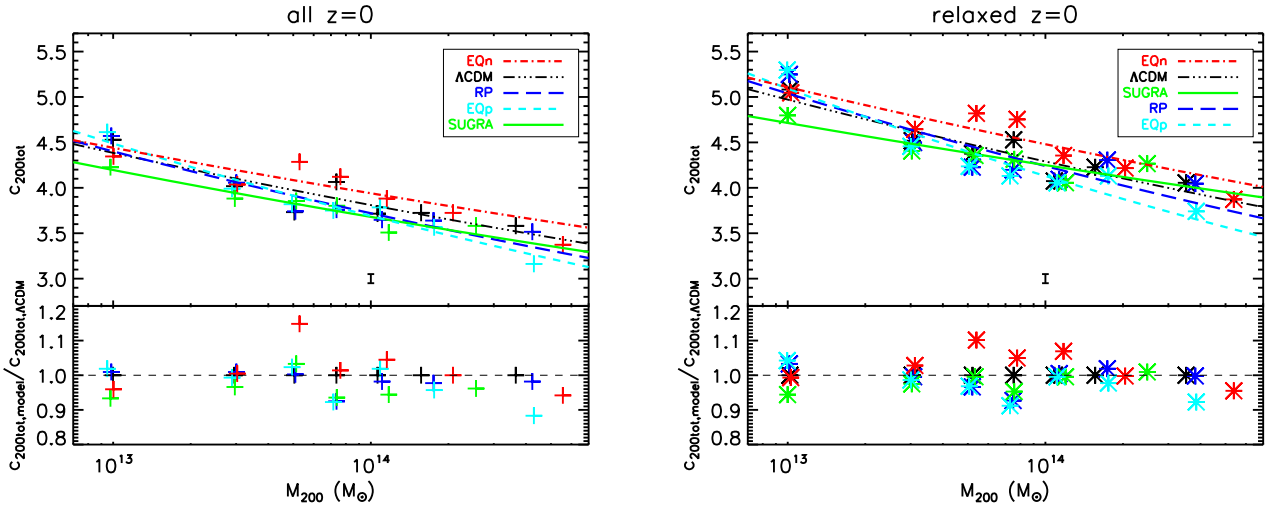 all z=0
5.5
5.0
4.5
4.0
3.5
3.0
c200tot
EQn
ΛCDM
RP
EQp
SUGRA
1.2
1.1
1.0
0.9
0.8
c200tot,model/c200tot,ΛCDM
10^13
10^14
M200 (M⊙)
relaxed z=0
5.5
5.0
4.5
4.0
3.5
3.0
c200tot
EQn
ΛCDM
SUGRA
RP
EQp
1.2
1.1
1.0
0.9
0.8
c200tot,model/c200tot,ΛCDM
10^13
10^14
M200 (M⊙)